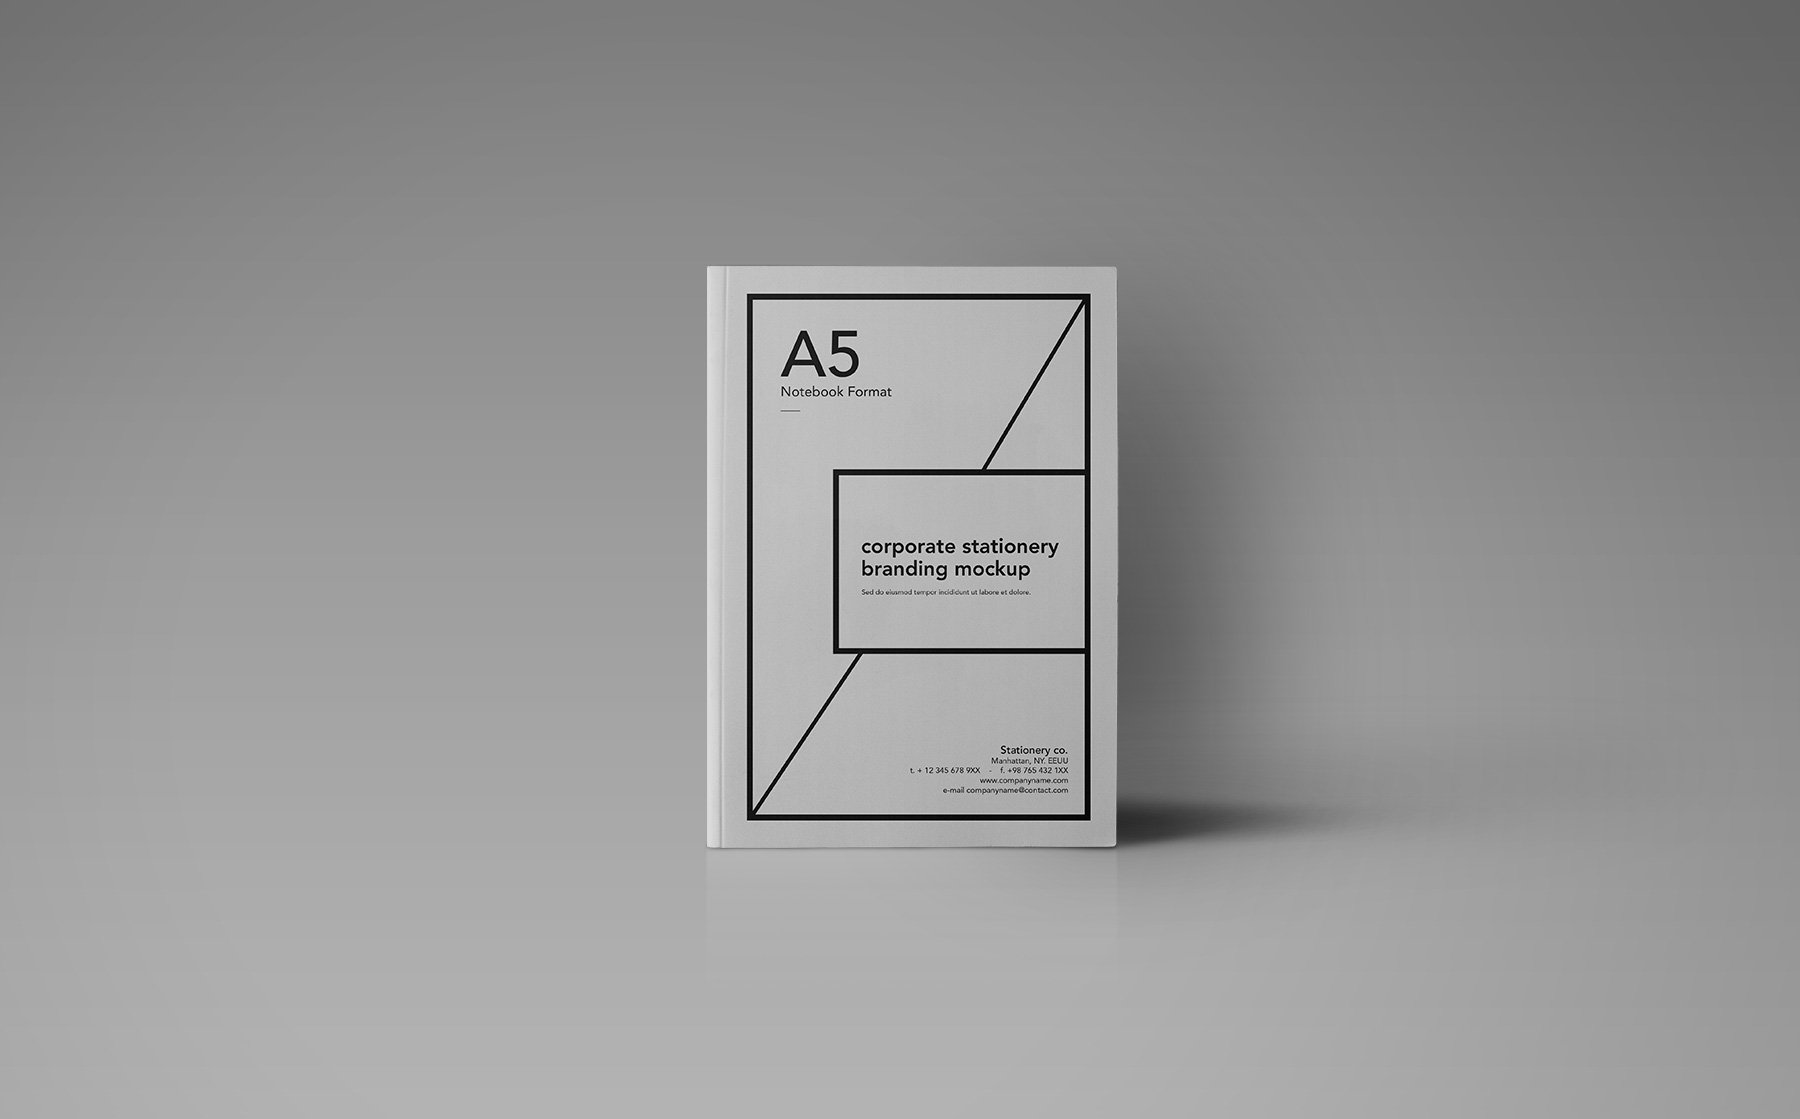 A5
Notebook Format
corporate stationery
branding mockup
Sed do eiusmod tempor incididunt ut labore et dolore.
Stationery co.
Manhattan, NY. EEUU
t. + 12 345 678 9XX - f. +98 765 432 1XX
www.companyname.com
e-mail companyname@contact.com